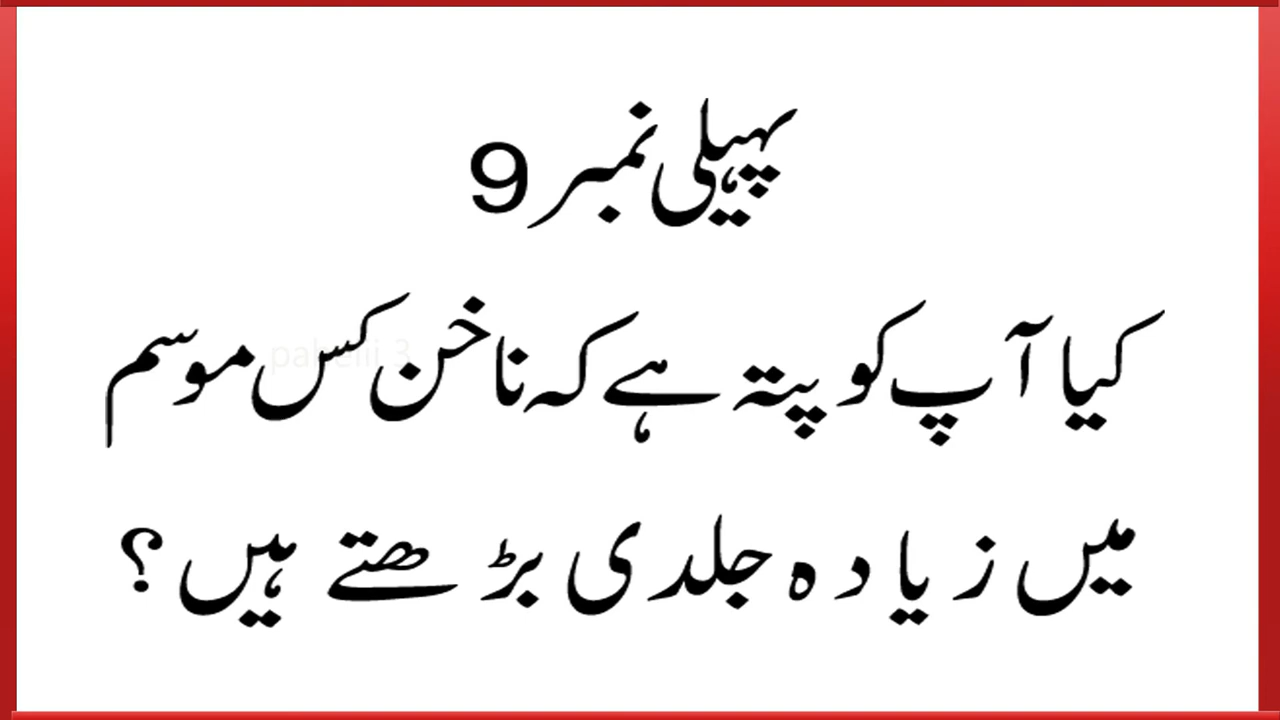 پہیلی نمبر 9
کیا آپ کو پتہ ہے کہ ناخن کس موسم
میں زیادہ جلدی بڑھتے ہیں ؟